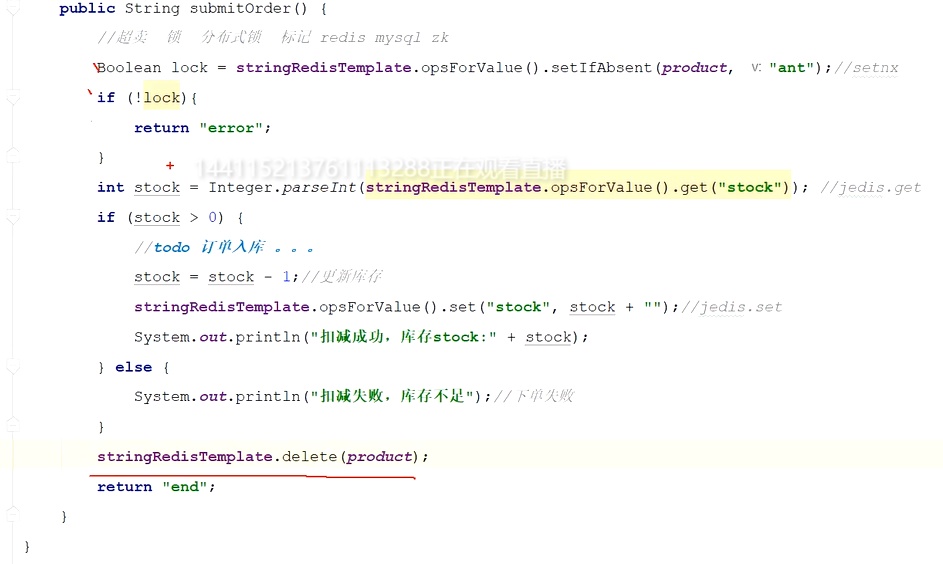 public String submitOrder() {
//超卖 锁 分布式锁 标记 redis mysql zk
Boolean lock = stringRedisTemplate.opsForValue().setIfAbsent(product, v: "ant");//setnx
if (!lock){
return "error";
}
1441152137611113288正在观看直播
int stock = Integer.parseInt(stringRedisTemplate.opsForValue().get("stock")); //jedis.get
if (stock > 0) {
//todo 订单入库 。。。
stock = stock - 1;//更新库存
stringRedisTemplate.opsForValue().set("stock", stock + "");//jedis.set
System.out.println("扣减成功，库存stock:" + stock);
} else {
System.out.println("扣减失败，库存不足");//下单失败
}
stringRedisTemplate.delete(product);
return "end";
}
}